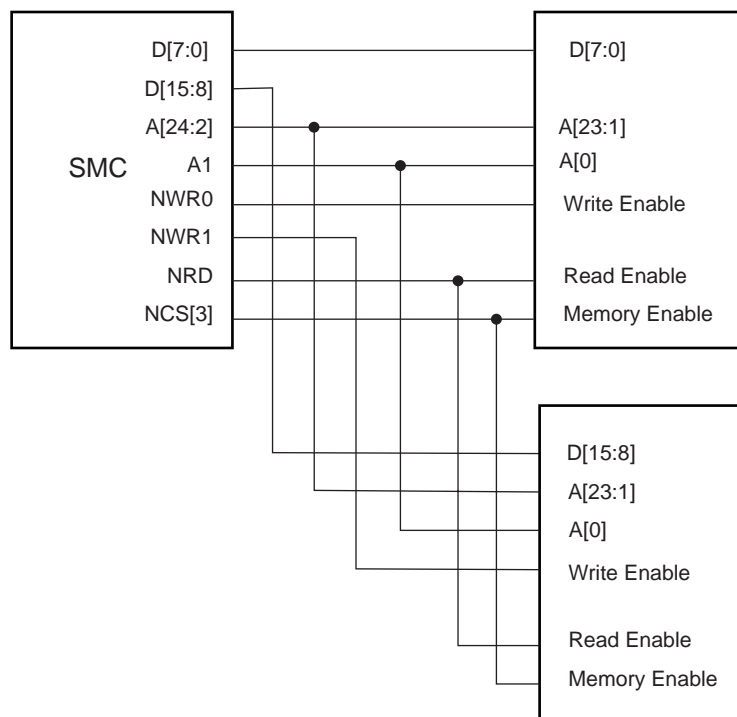 D[7:0]
D[15:8]
A[24:2]
A1
SMC
NWR0
NWR1
NRD
NCS[3]
D[7:0]
A[23:1]
A[0]
Write Enable
Read Enable
Memory Enable
D[15:8]
A[23:1]
A[0]
Write Enable
Read Enable
Memory Enable